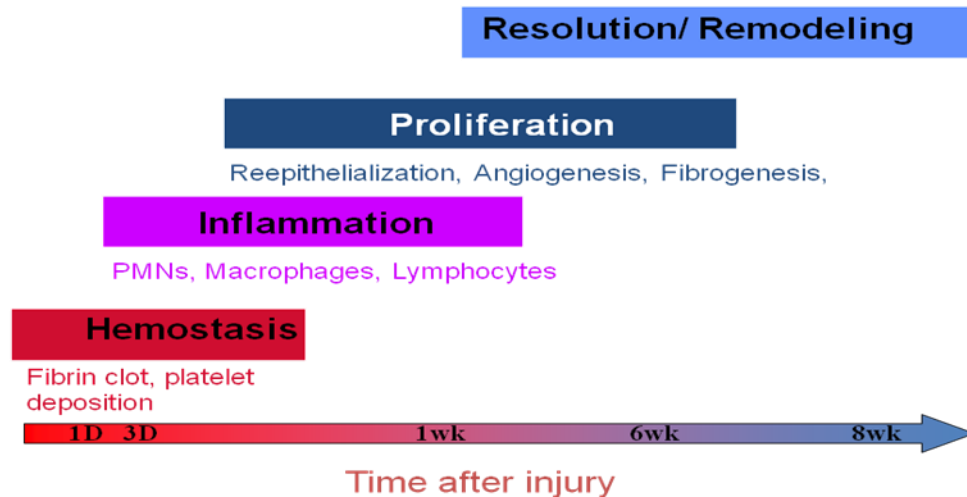 Resolution/ Remodeling
Proliferation
Reepithelialization, Angiogenesis, Fibrogenesis,
Inflammation
PMNs, Macrophages, Lymphocytes
Hemostasis
Fibrin clot, platelet
deposition
1D 3D 1wk 6wk 8wk
Time after injury